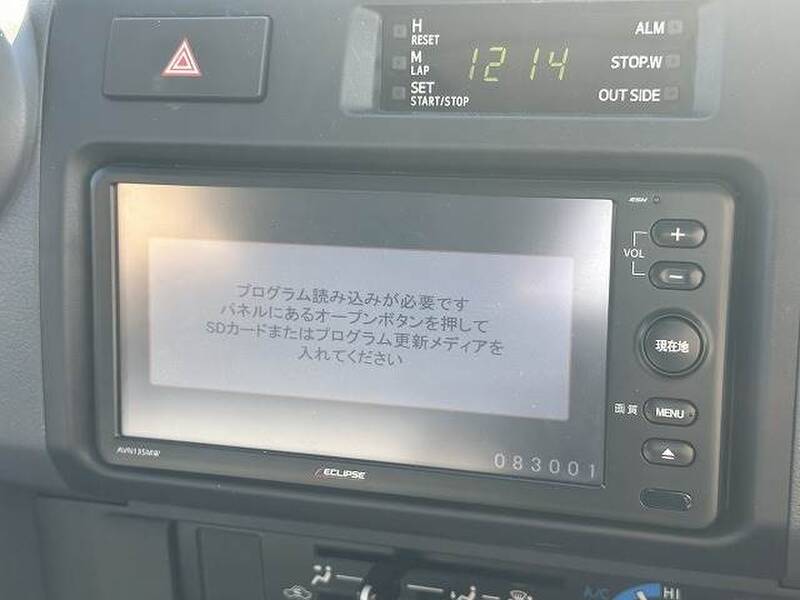 H
RESET
M
LAP
SET
START/STOP
1214
ALM
STOP.W
OUT SIDE
ESN
VOL
+
−
現在地
画質
MENU
プログラム読み込みが必要です
パネルにあるオープンボタンを押して
SDカードまたはプログラム更新メディアを
入れてください
083001
AVN135MW
ECLIPSE
A/C
HI